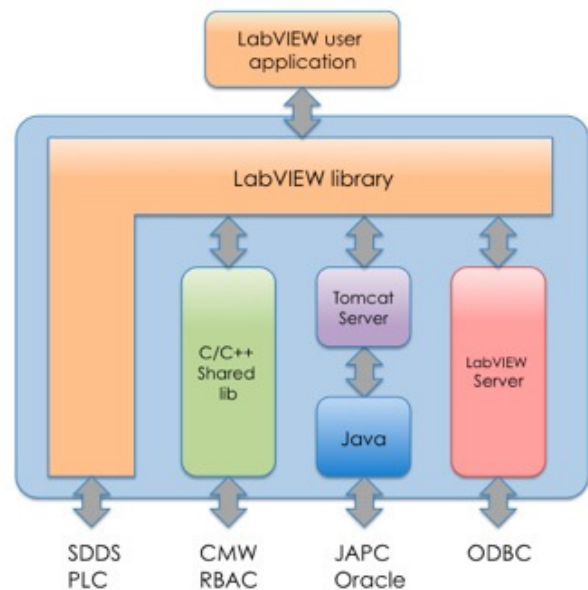 LabVIEW user
application
LabVIEW library
C/C++
Shared
lib
Tomcat
Server
Java
LabVIEW
Server
SDDS
PLC
CMW
RBAC
JAPC
Oracle
ODBC